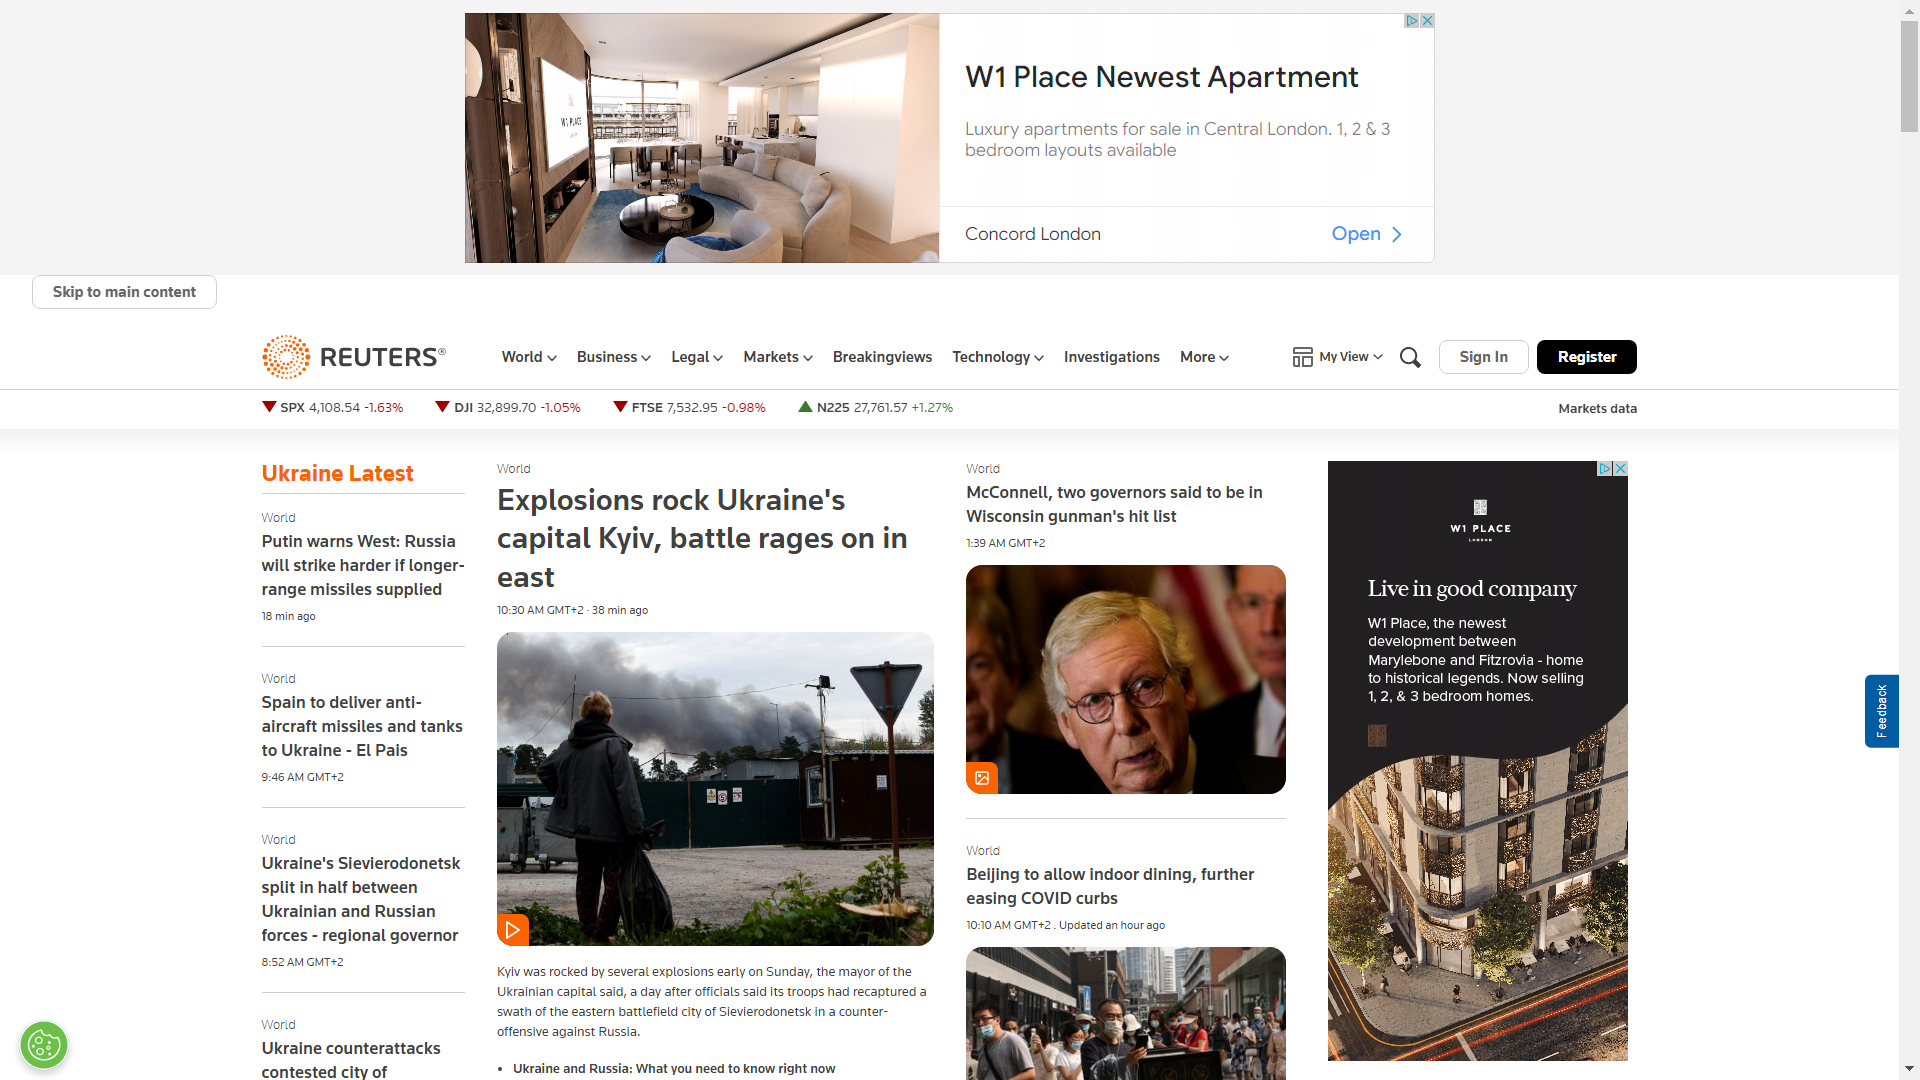 W1 PLACE
W1 Place Newest Apartment
Luxury apartments for sale in Central London. 1, 2 & 3
bedroom layouts available
Concord London
Open
Skip to main content
REUTERS®
World
Business
Legal
Markets
Breakingviews
Technology
Investigations
More
My View
Sign In
Register
SPX 4,108.54 -1.63%
DJI 32,899.70 -1.05%
FTSE 7,532.95 -0.98%
N225 27,761.57 +1.27%
Markets data
Ukraine Latest
World
Putin warns West: Russia
will strike harder if longer-
range missiles supplied
18 min ago
World
Spain to deliver anti-
aircraft missiles and tanks
to Ukraine - El Pais
9:46 AM GMT+2
World
Ukraine's Sievierodonetsk
split in half between
Ukrainian and Russian
forces - regional governor
8:52 AM GMT+2
World
Ukraine counterattacks
contested city of
World
Explosions rock Ukraine's
capital Kyiv, battle rages on in
east
10:30 AM GMT+2 · 38 min ago
Kyiv was rocked by several explosions early on Sunday, the mayor of the
Ukrainian capital said, a day after officials said its troops had recaptured a
swath of the eastern battlefield city of Sievierodonetsk in a counter-
offensive against Russia.
• Ukraine and Russia: What you need to know right now
World
McConnell, two governors said to be in
Wisconsin gunman's hit list
1:39 AM GMT+2
World
Beijing to allow indoor dining, further
easing COVID curbs
10:10 AM GMT+2 . Updated an hour ago
W1 PLACE
LONDON
Live in good company
W1 Place, the newest
development between
Marylebone and Fitzrovia - home
to historical legends. Now selling
1, 2, & 3 bedroom homes.
Feedback